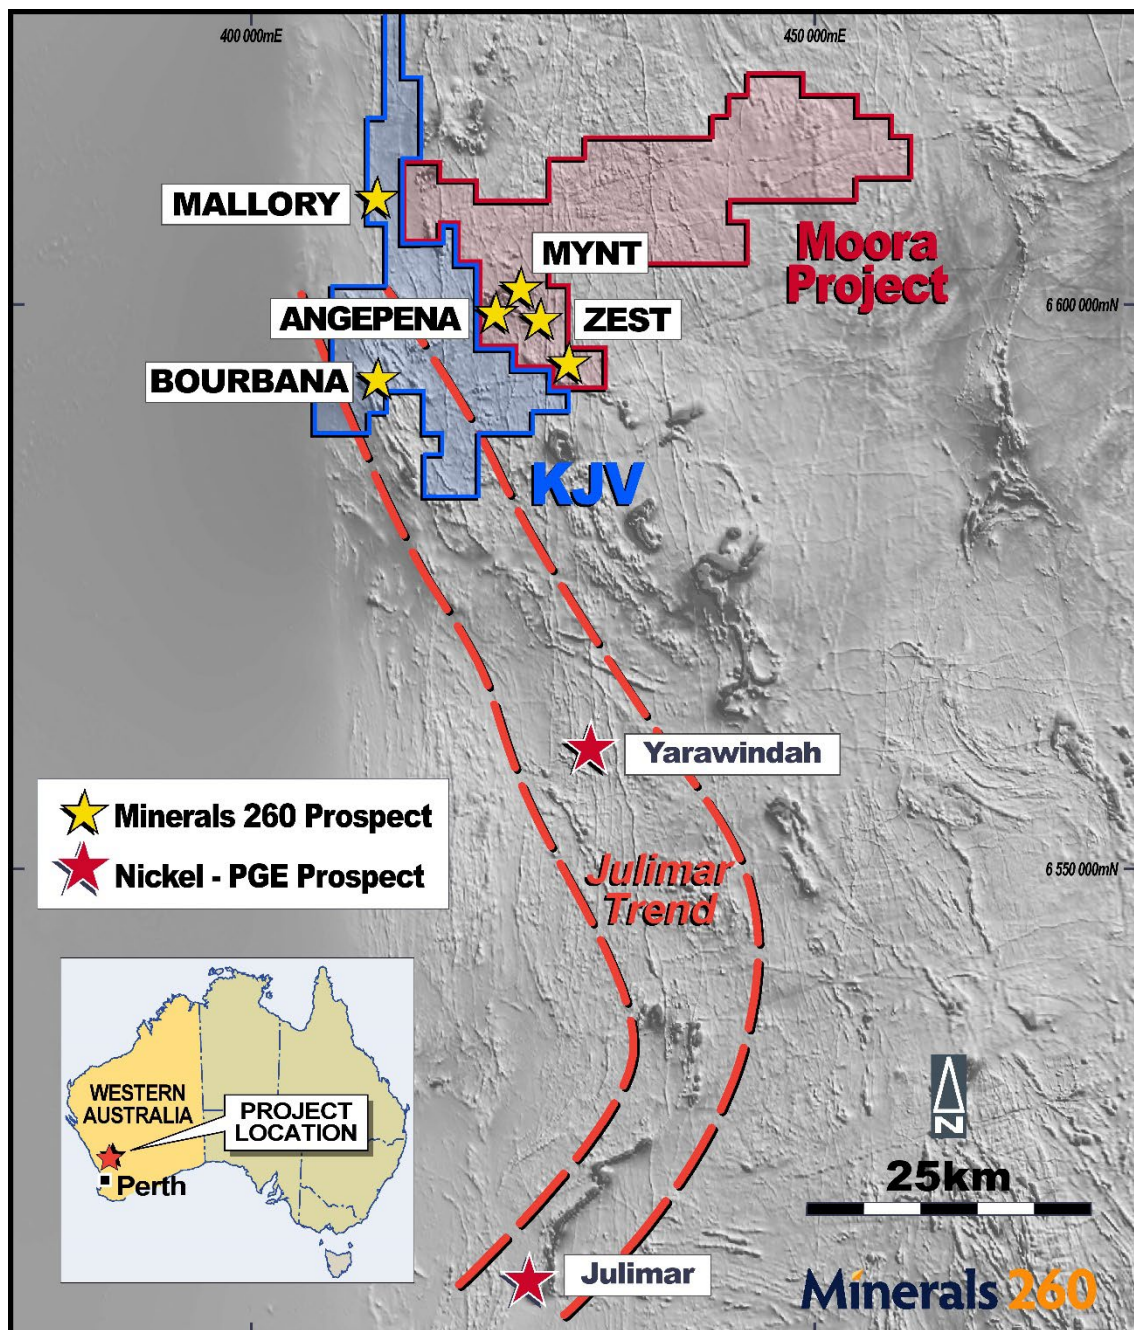 400 000mE
450 000mE
MALLORY
MYNT
Moora
Project
6 600 000mN
ANGEPENA
ZEST
BOURBANA
KJV
Yarawindah
Minerals 260 Prospect
Nickel - PGE Prospect
Julimar
Trend
6 550 000mN
WESTERN
AUSTRALIA
PROJECT
LOCATION
Perth
N
25km
Julimar
Minerals 260